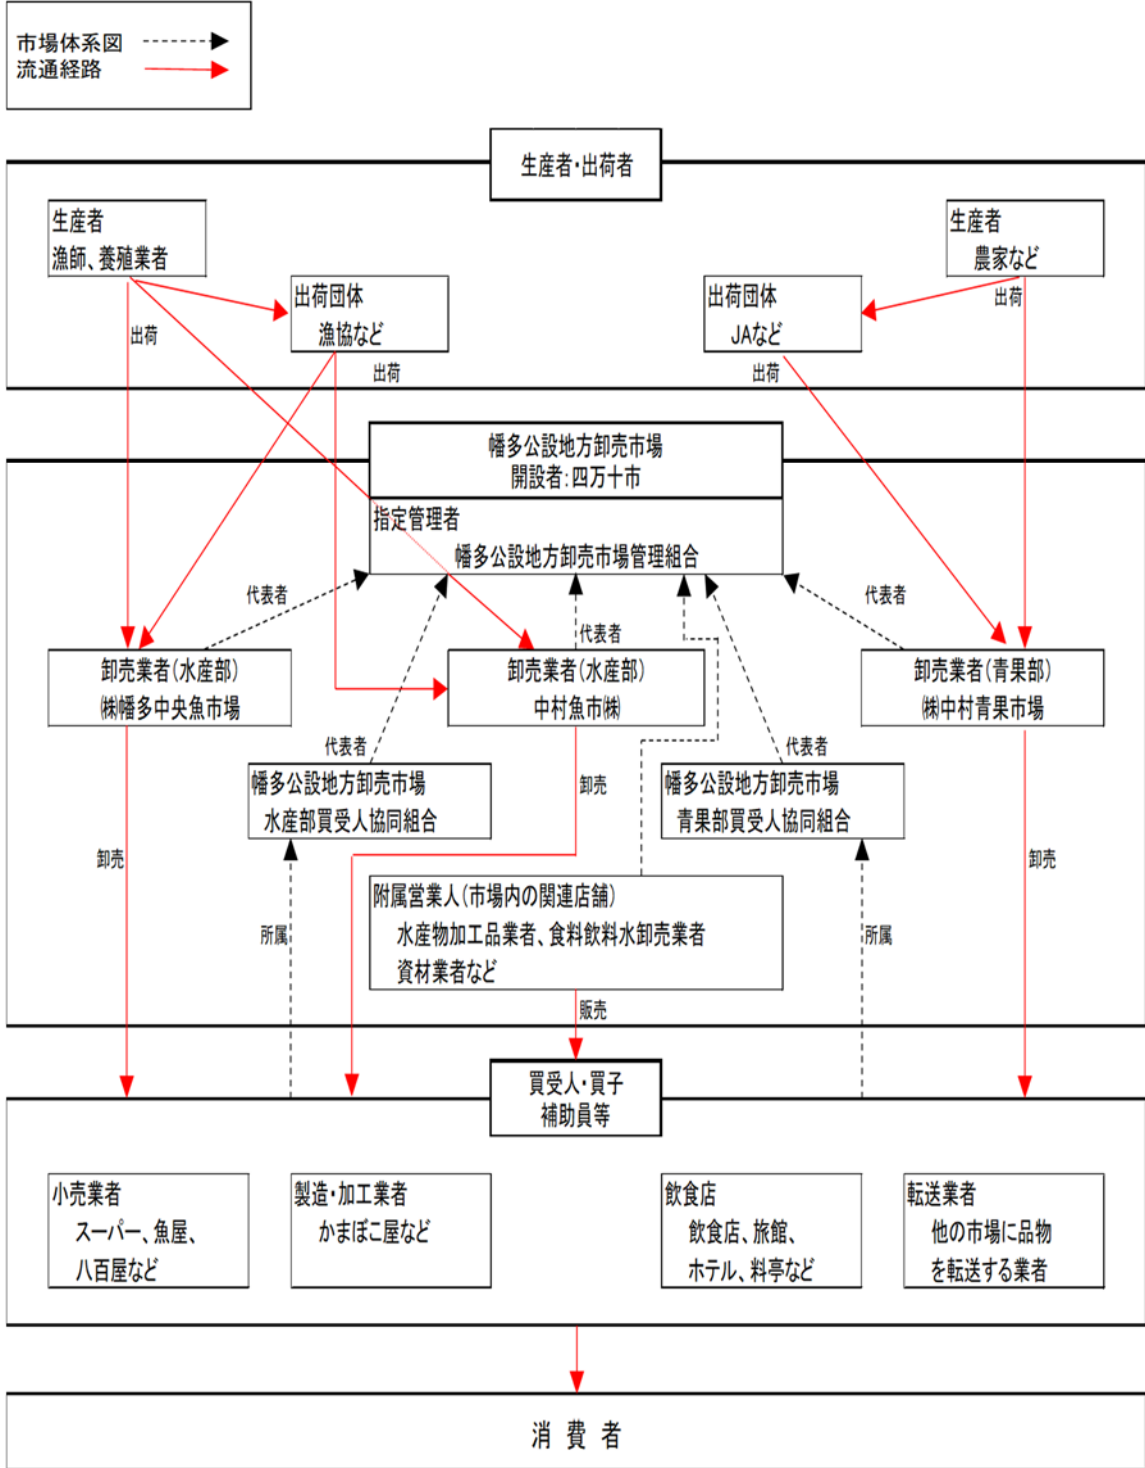 市場体系図
流通経路
生産者・出荷者
生産者
漁師、養殖業者
生産者
農家など
出荷団体
漁協など
出荷団体
JAなど
出荷
出荷
出荷
出荷
幡多公設地方卸売市場
開設者:四万十市
指定管理者
幡多公設地方卸売市場管理組合
代表者
代表者
代表者
卸売業者(水産部)
㈱幡多中央魚市場
卸売業者(水産部)
中村魚市㈱
卸売業者(青果部)
㈱中村青果市場
代表者
代表者
幡多公設地方卸売市場
水産部買受人協同組合
卸売
幡多公設地方卸売市場
青果部買受人協同組合
卸売
卸売
附属営業人(市場内の関連店舗)
水産物加工品業者、食料飲料水卸売業者
資材業者など
所属
所属
販売
買受人・買子
補助員等
小売業者
スーパー、魚屋、
八百屋など
製造・加工業者
かまぼこ屋など
飲食店
飲食店、旅館、
ホテル、料亭など
転送業者
他の市場に品物
を転送する業者
消費者